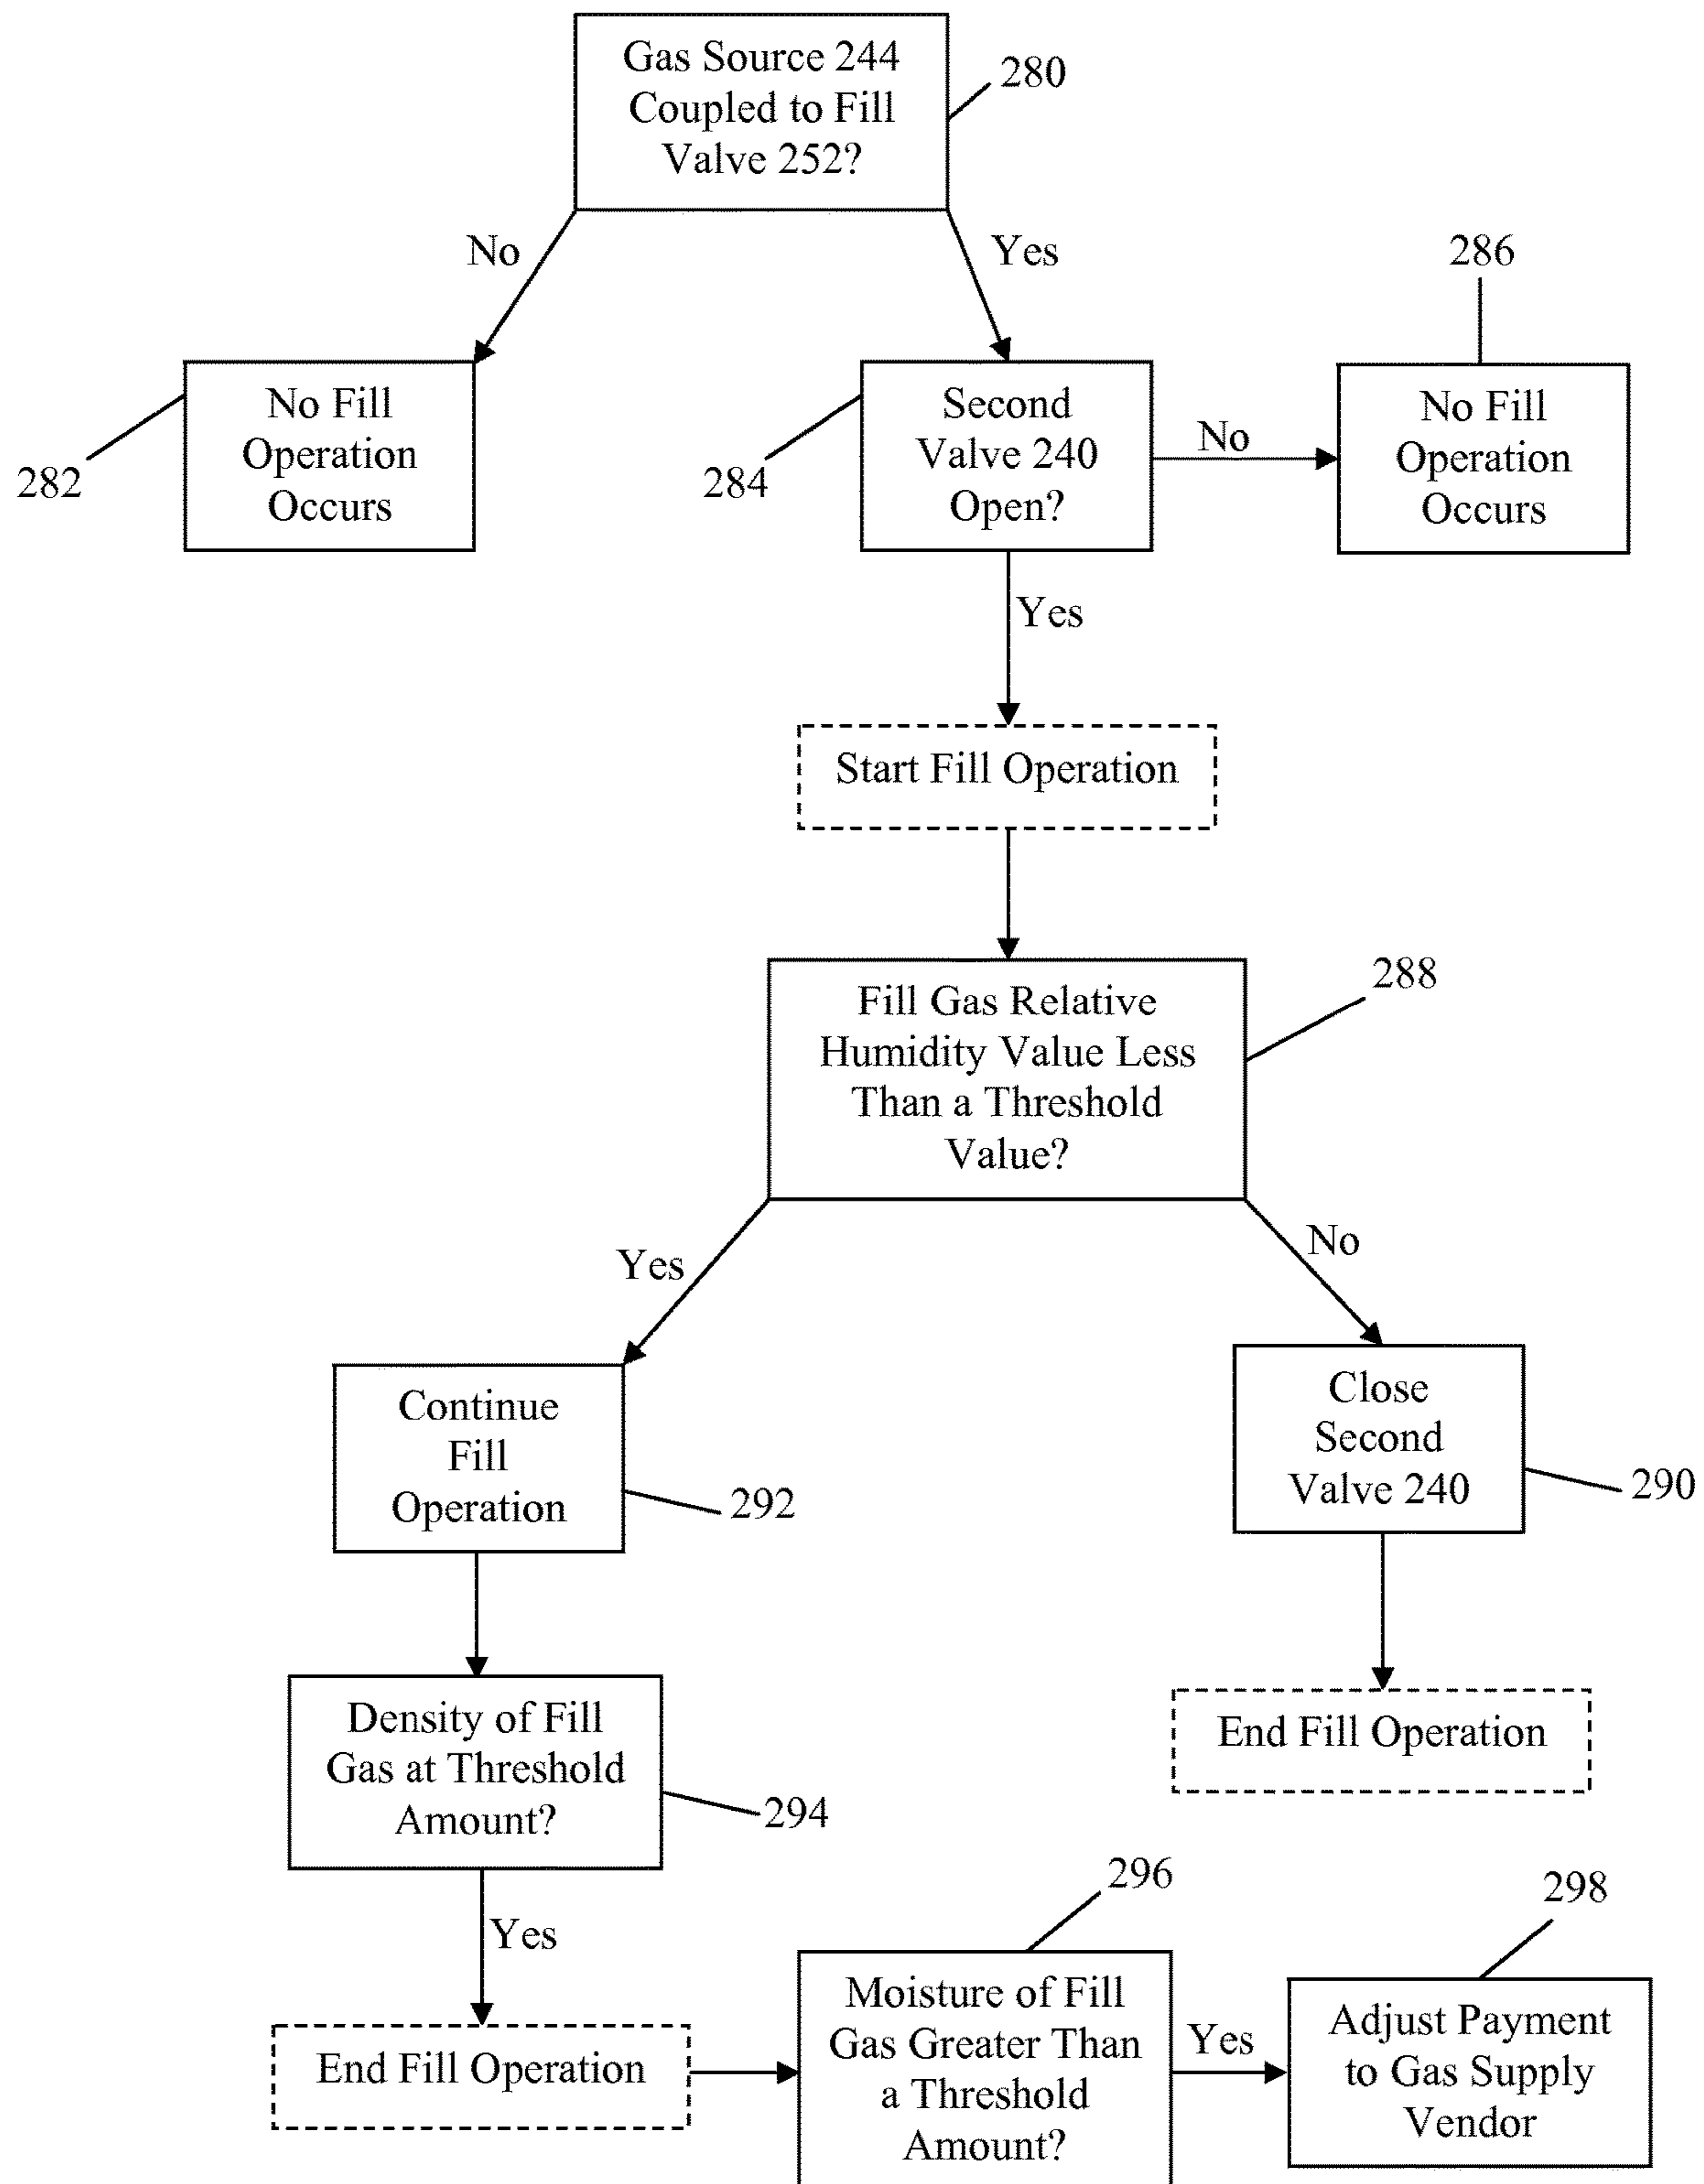 Gas Source 244
Coupled to Fill
Valve 252?
280
No
Yes
286
No Fill
Operation
Occurs
282
Second
Valve 240
Open?
284
No
No Fill
Operation
Occurs
Yes
Start Fill Operation
288
Fill Gas Relative
Humidity Value Less
Than a Threshold
Value?
Yes
No
Continue
Fill
Operation
292
Close
Second
Valve 240
290
Density of Fill
Gas at Threshold
Amount?
294
End Fill Operation
Yes
296
298
End Fill Operation
Moisture of Fill
Gas Greater Than
a Threshold
Amount?
Yes
Adjust Payment
to Gas Supply
Vendor